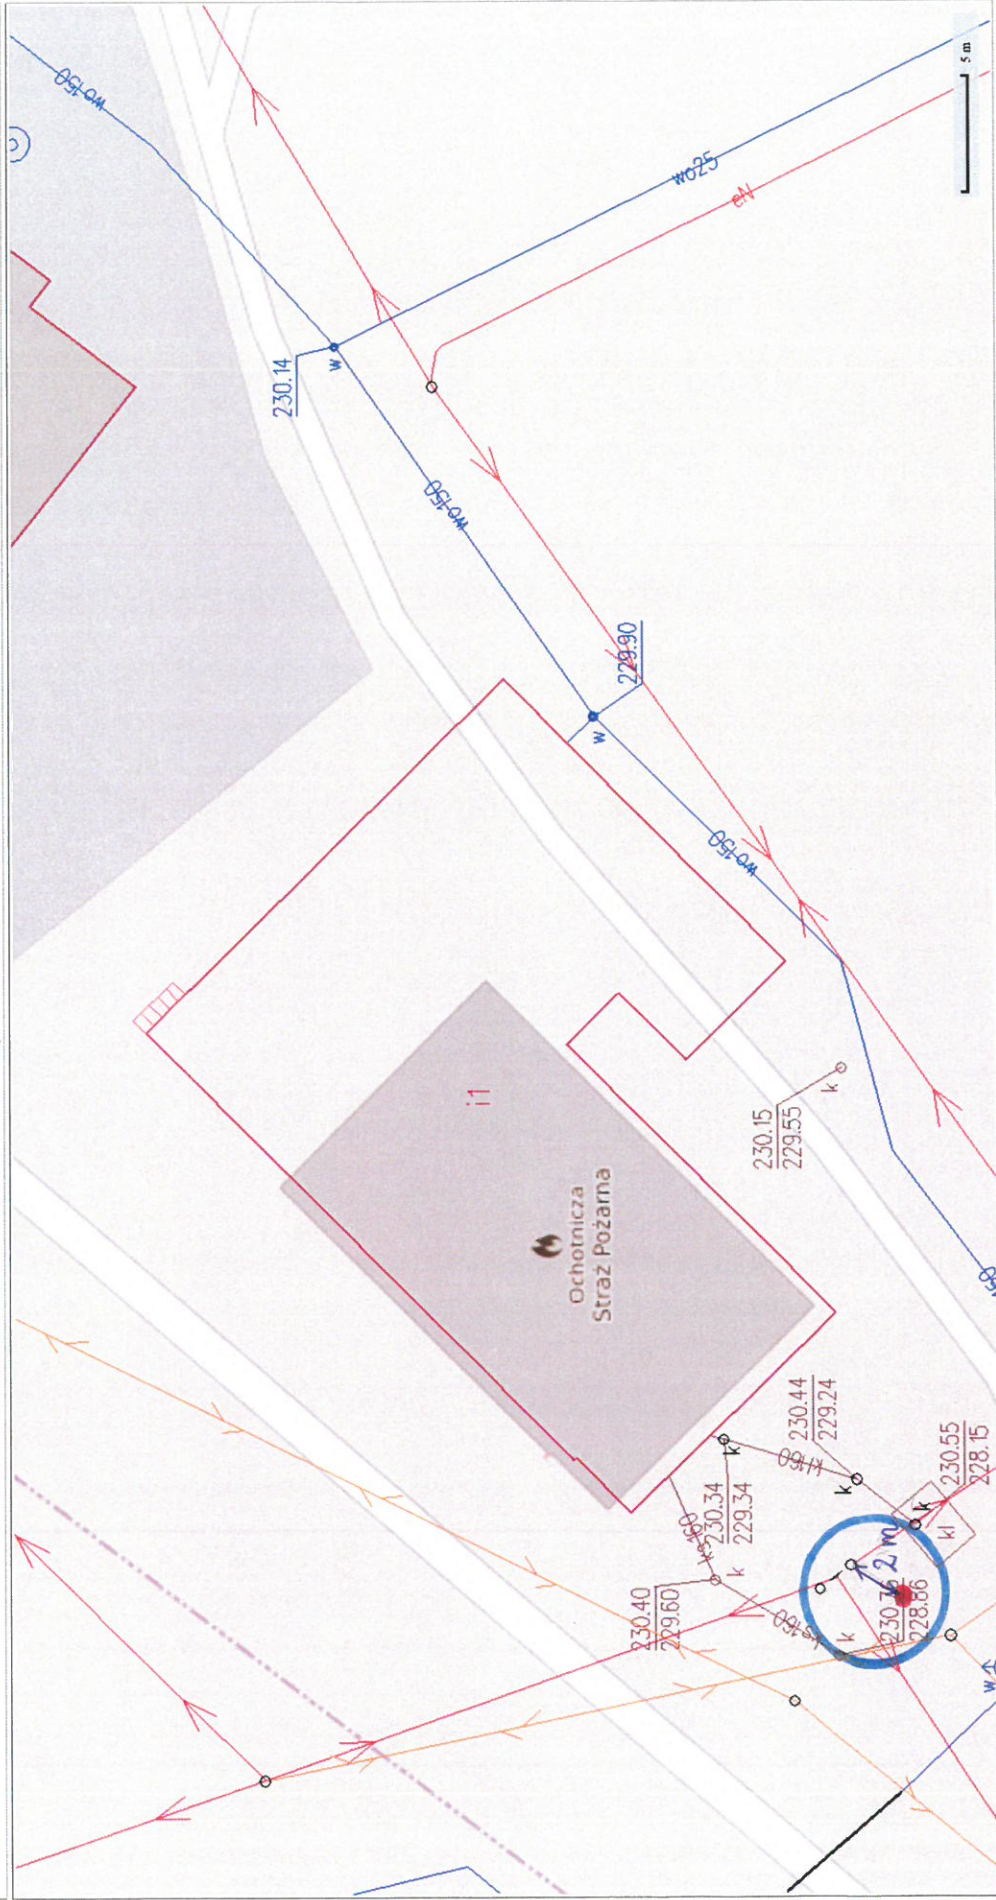 wo150
5 m
wo25
eN
230.14
w
wo150
229.90
w
wo150
i1
230.15
229.55
k
Ochotnicza
Straż Pożarna
230.44
229.24
k
k
230.34
229.34
ks160
k
230.40
229.60
ks160
k
230.55
228.15
k
kl
2 m
228.86
w